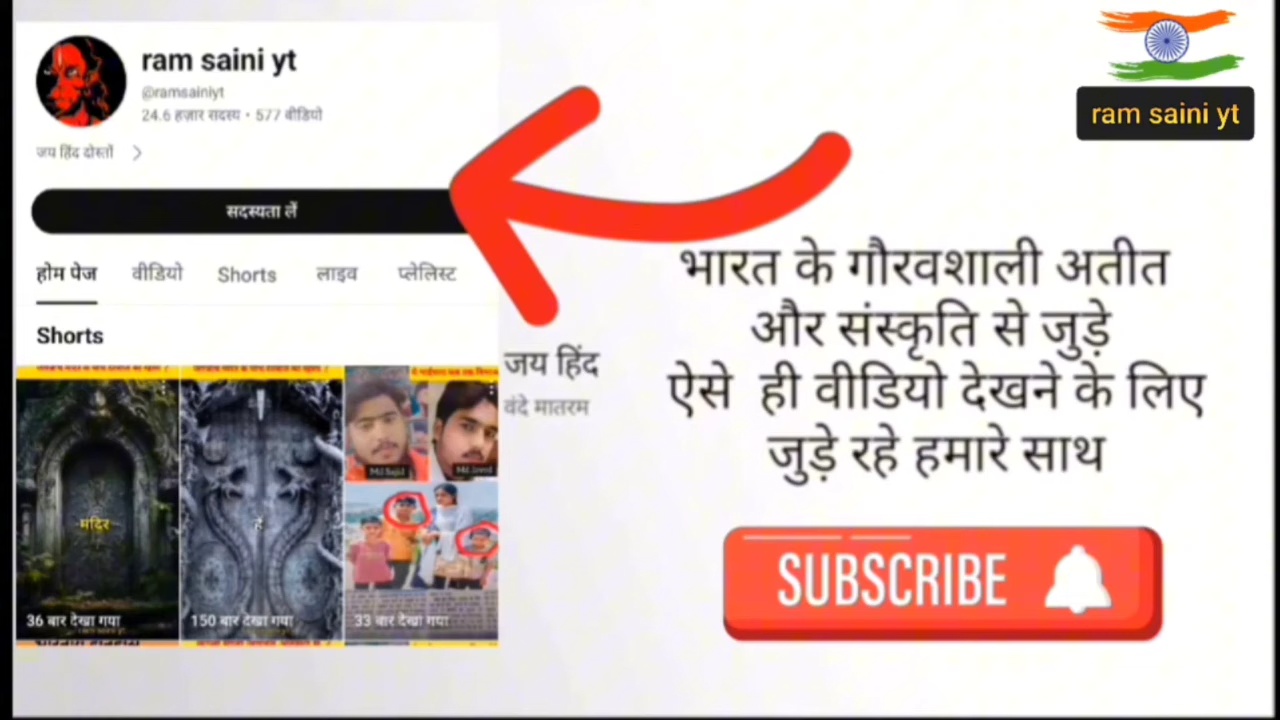 ram saini yt
@ramsainiyt
24.6 हज़ार सदस्य • 577 वीडियो
जय हिंद दोस्तों
सदस्यता लें
होम पेज वीडियो Shorts लाइव प्लेलिस्ट
Shorts
मंदिर
है
36 बार देखा गया
150 बार देखा गया
33 बार देखा गया
जय हिंद
वंदे मातरम
ram saini yt
भारत के गौरवशाली अतीत
और संस्कृति से जुड़े
ऐसे ही वीडियो देखने के लिए
जुड़े रहे हमारे साथ
SUBSCRIBE